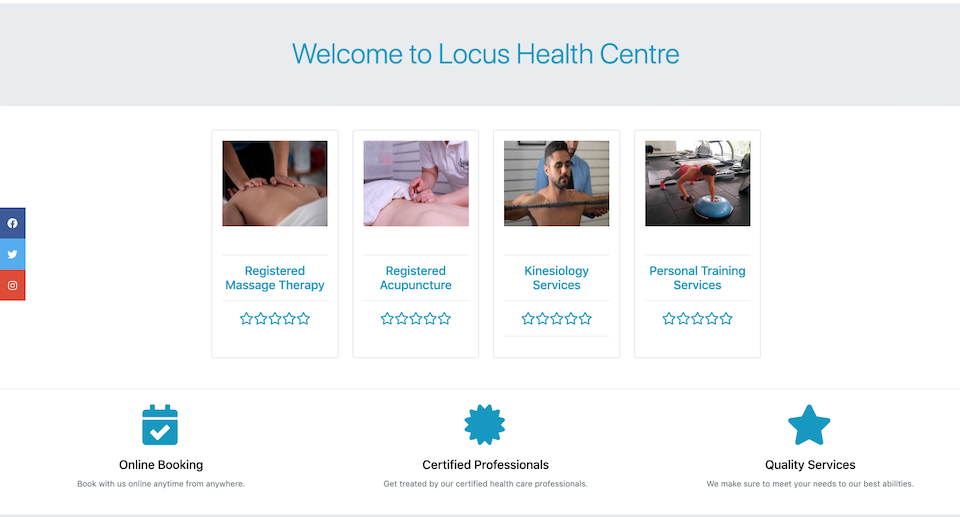 Welcome to Locus Health Centre
Registered
Massage Therapy
Registered
Acupuncture
Kinesiology
Services
Personal Training
Services
Online Booking
Book with us online anytime from anywhere.
Certified Professionals
Get treated by our certified health care professionals.
Quality Services
We make sure to meet your needs to our best abilities.